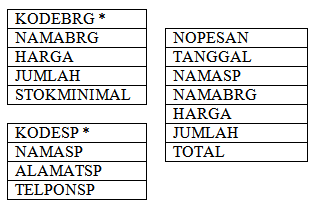 KODEBRG *
NAMABRG
HARGA
JUMLAH
STOKMINIMAL
KODESP *
NAMASP
ALAMATSP
TELPONSP
NOPESAN
TANGGAL
NAMASP
NAMABRG
HARGA
JUMLAH
TOTAL